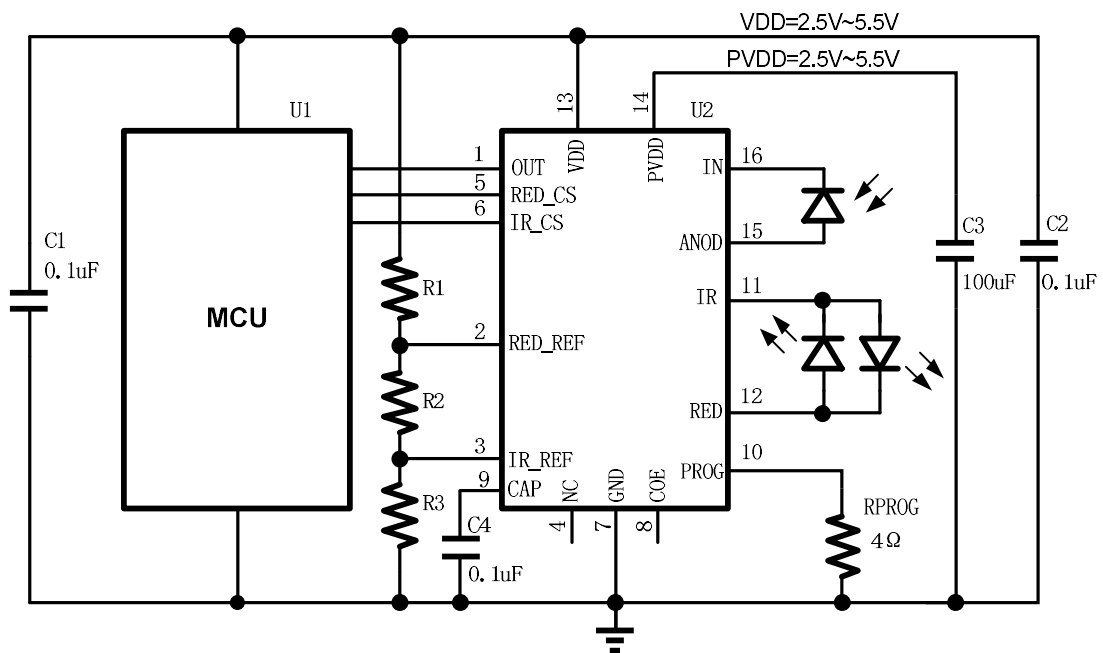 VDD=2.5V~5.5V
PVDD=2.5V~5.5V
U1
13
14
U2
1
OUT
VDD
PVDD
IN
16
5
RED_CS
6
IR_CS
C1
0.1uF
ANOD
15
C3
100uF
C2
0.1uF
R1
IR
11
MCU
2
RED_REF
R2
RED
12
3
IR_REF
PROG
10
9
CAP
R3
NC
GND
COE
RPROG
4Ω
C4
0.1uF
4
7
8